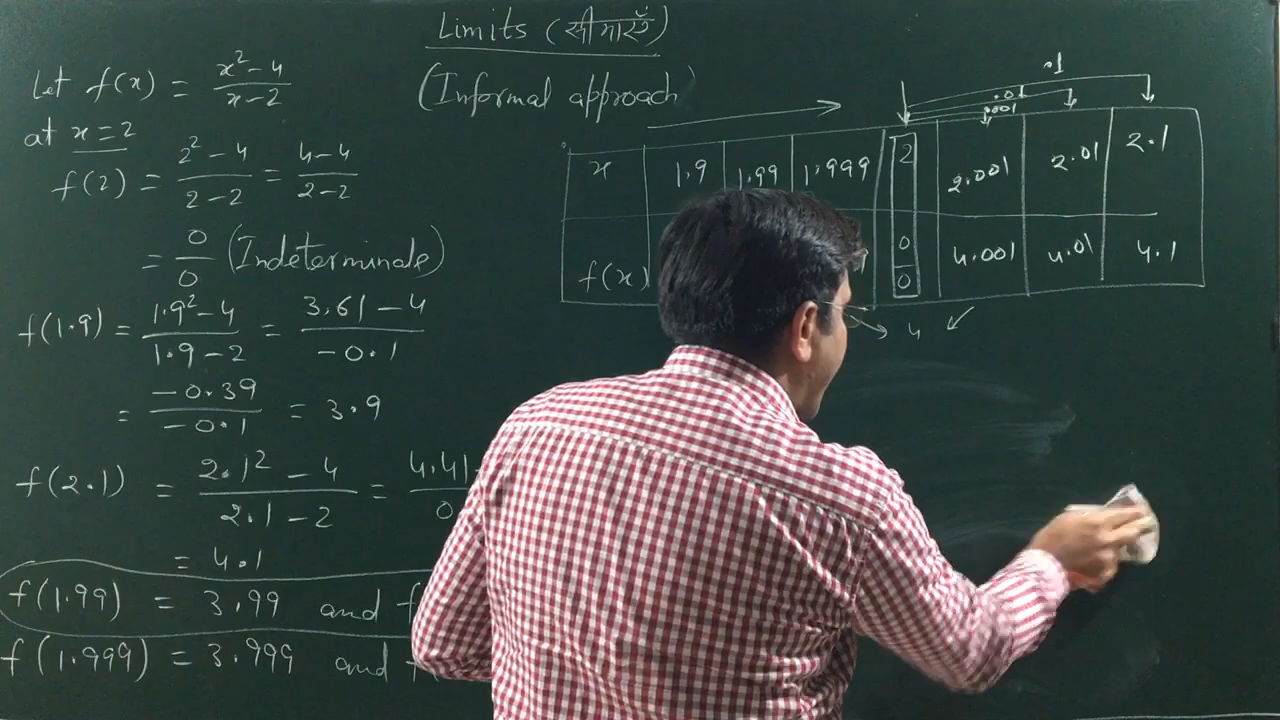 Limits (सीमाएँ)
(Informal approach)
Let f(x) = x² - 4 / x - 2
at x = 2
f(2) = 2² - 4 / 2 - 2 = 4 - 4 / 2 - 2
= 0 / 0 (Indeterminate)
f(1.9) = 1.9² - 4 / 1.9 - 2 = 3.61 - 4 / -0.1
= -0.39 / -0.1 = 3.9
f(2.1) = 2.1² - 4 / 2.1 - 2 = 4.41
= 4.1
f(1.99) = 3.99 and
f(1.999) = 3.999 and
.1
.01
.001
x 1.9 1.99 1.999 2 2.001 2.01 2.1
f(x) 0 / 0 4.001 4.01 4.1
→ 4 ↙